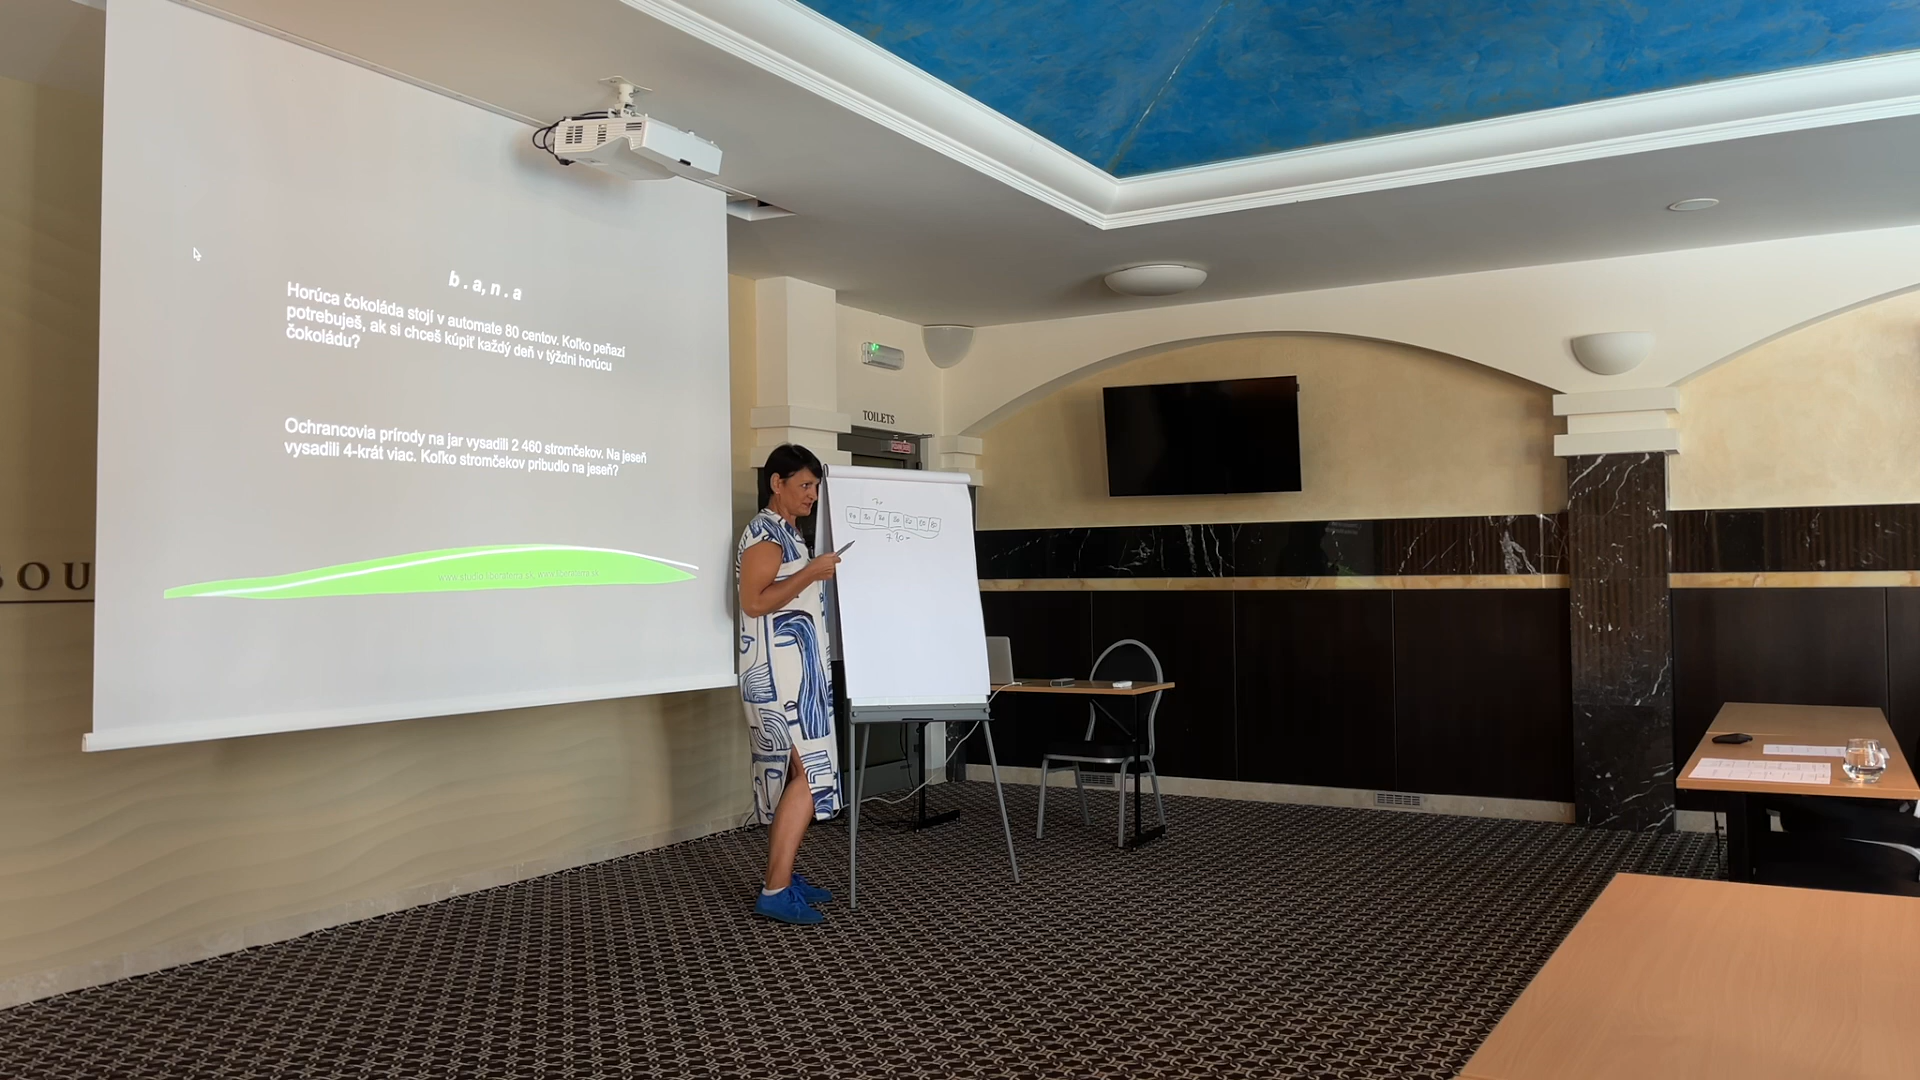 b . a, n . a
Horúca čokoláda stojí v automate 80 centov. Koľko peňazí
potrebuješ, ak si chceš kúpiť každý deň v týždni horúcu
čokoládu?
Ochrancovia prírody na jar vysadili 2 460 stromčekov. Na jeseň
vysadili 4-krát viac. Koľko stromčekov pribudlo na jeseň?
TOILETS
BOU